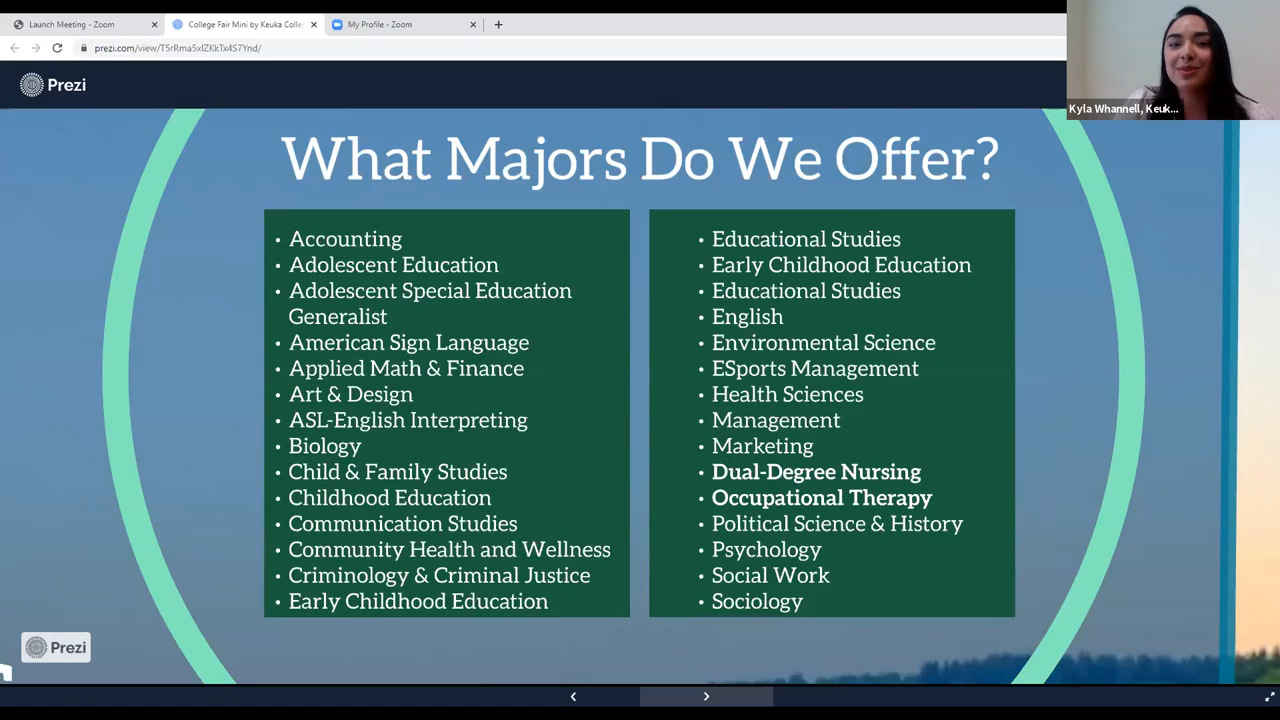 Launch Meeting - Zoom
College Fair Mini by Keuka Colle
My Profile - Zoom
prezi.com/view/T5rRma5xIZKkTx4S7Ynd/
Prezi
Kyla Whannell, Keuk...
What Majors Do We Offer?
• Accounting
• Adolescent Education
• Adolescent Special Education
Generalist
• American Sign Language
• Applied Math & Finance
• Art & Design
• ASL-English Interpreting
• Biology
• Child & Family Studies
• Childhood Education
• Communication Studies
• Community Health and Wellness
• Criminology & Criminal Justice
• Early Childhood Education
• Educational Studies
• Early Childhood Education
• Educational Studies
• English
• Environmental Science
• ESports Management
• Health Sciences
• Management
• Marketing
• Dual-Degree Nursing
• Occupational Therapy
• Political Science & History
• Psychology
• Social Work
• Sociology
Prezi